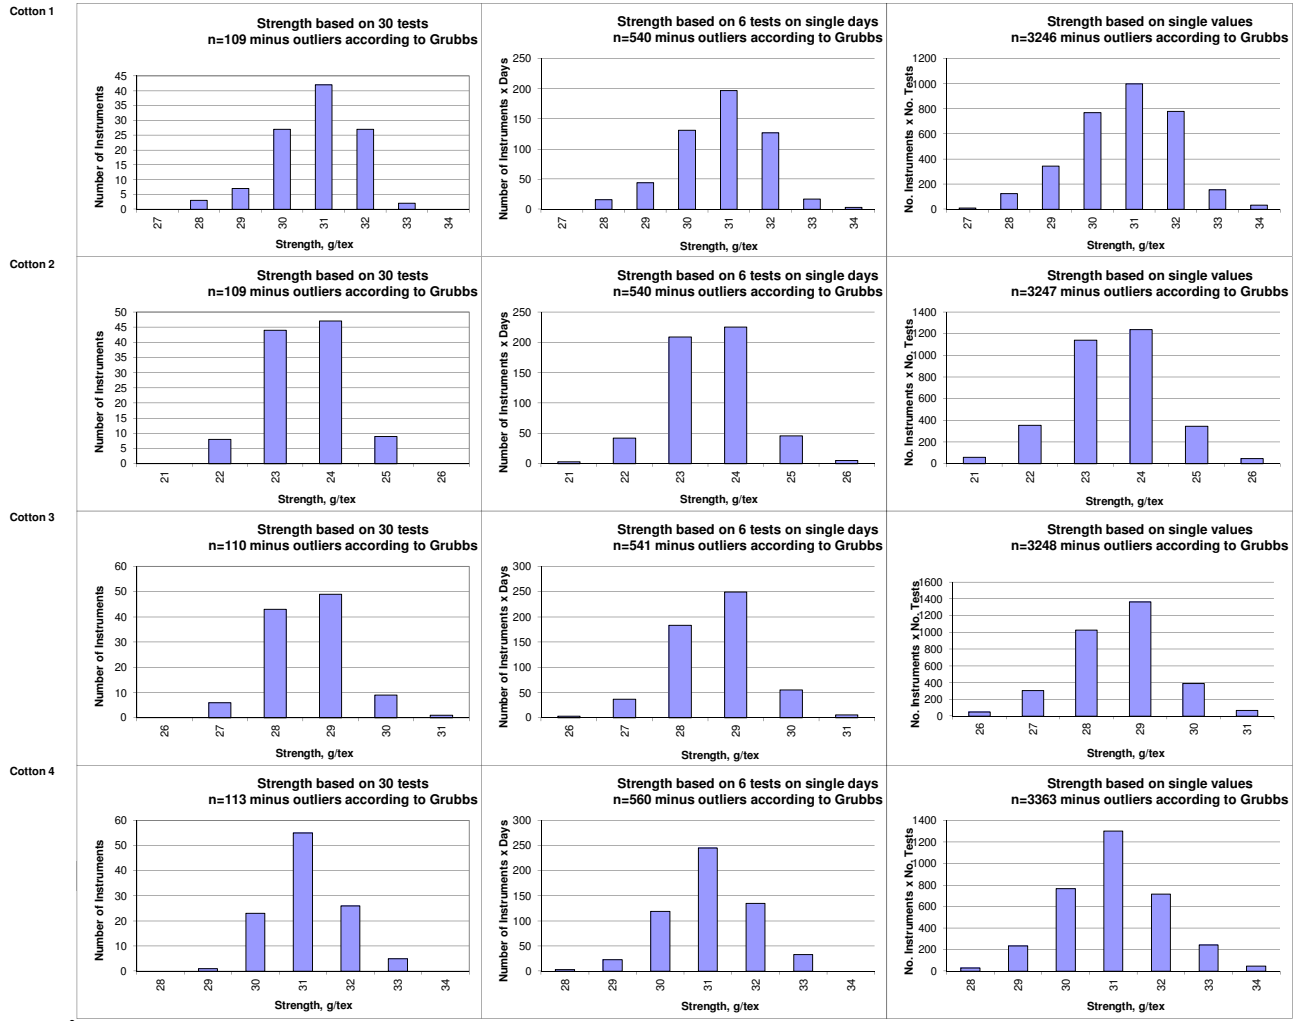 Cotton 1
Strength based on 30 tests
n=109 minus outliers according to Grubbs
Number of Instruments
45
40
35
30
25
20
15
10
5
0
27 28 29 30 31 32 33 34
Strength, g/tex
Strength based on 6 tests on single days
n=540 minus outliers according to Grubbs
Number of Instruments x Days
250
200
150
100
50
0
27 28 29 30 31 32 33 34
Strength, g/tex
Strength based on single values
n=3246 minus outliers according to Grubbs
No. Instruments x No. Tests
1200
1000
800
600
400
200
0
27 28 29 30 31 32 33 34
Strength, g/tex
Cotton 2
Strength based on 30 tests
n=109 minus outliers according to Grubbs
Number of Instruments
50
45
40
35
30
25
20
15
10
5
0
21 22 23 24 25 26
Strength, g/tex
Strength based on 6 tests on single days
n=540 minus outliers according to Grubbs
Number of Instruments x Days
250
200
150
100
50
0
21 22 23 24 25 26
Strength, g/tex
Strength based on single values
n=3247 minus outliers according to Grubbs
No. Instruments x No. Tests
1400
1200
1000
800
600
400
200
0
21 22 23 24 25 26
Strength, g/tex
Cotton 3
Strength based on 30 tests
n=110 minus outliers according to Grubbs
Number of Instruments
60
50
40
30
20
10
0
26 27 28 29 30 31
Strength, g/tex
Strength based on 6 tests on single days
n=541 minus outliers according to Grubbs
Number of Instruments x Days
300
250
200
150
100
50
0
26 27 28 29 30 31
Strength, g/tex
Strength based on single values
n=3248 minus outliers according to Grubbs
No. Instruments x No. Tests
1600
1400
1200
1000
800
600
400
200
0
26 27 28 29 30 31
Strength, g/tex
Cotton 4
Strength based on 30 tests
n=113 minus outliers according to Grubbs
Number of Instruments
60
50
40
30
20
10
0
28 29 30 31 32 33 34
Strength, g/tex
Strength based on 6 tests on single days
n=560 minus outliers according to Grubbs
Number of Instruments x Days
300
250
200
150
100
50
0
28 29 30 31 32 33 34
Strength, g/tex
Strength based on single values
n=3363 minus outliers according to Grubbs
No. Instruments x No. Tests
1400
1200
1000
800
600
400
200
0
28 29 30 31 32 33 34
Strength, g/tex